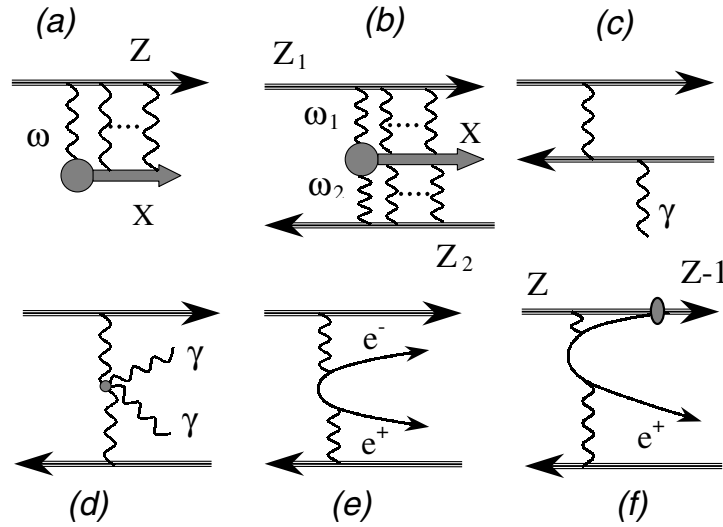 (a)
Z
ω
....
X
(b)
Z1
ω1
....
X
ω2
....
Z2
(c)
γ
γ
γ
(d)
e-
e+
(e)
Z
Z-1
e+
(f)